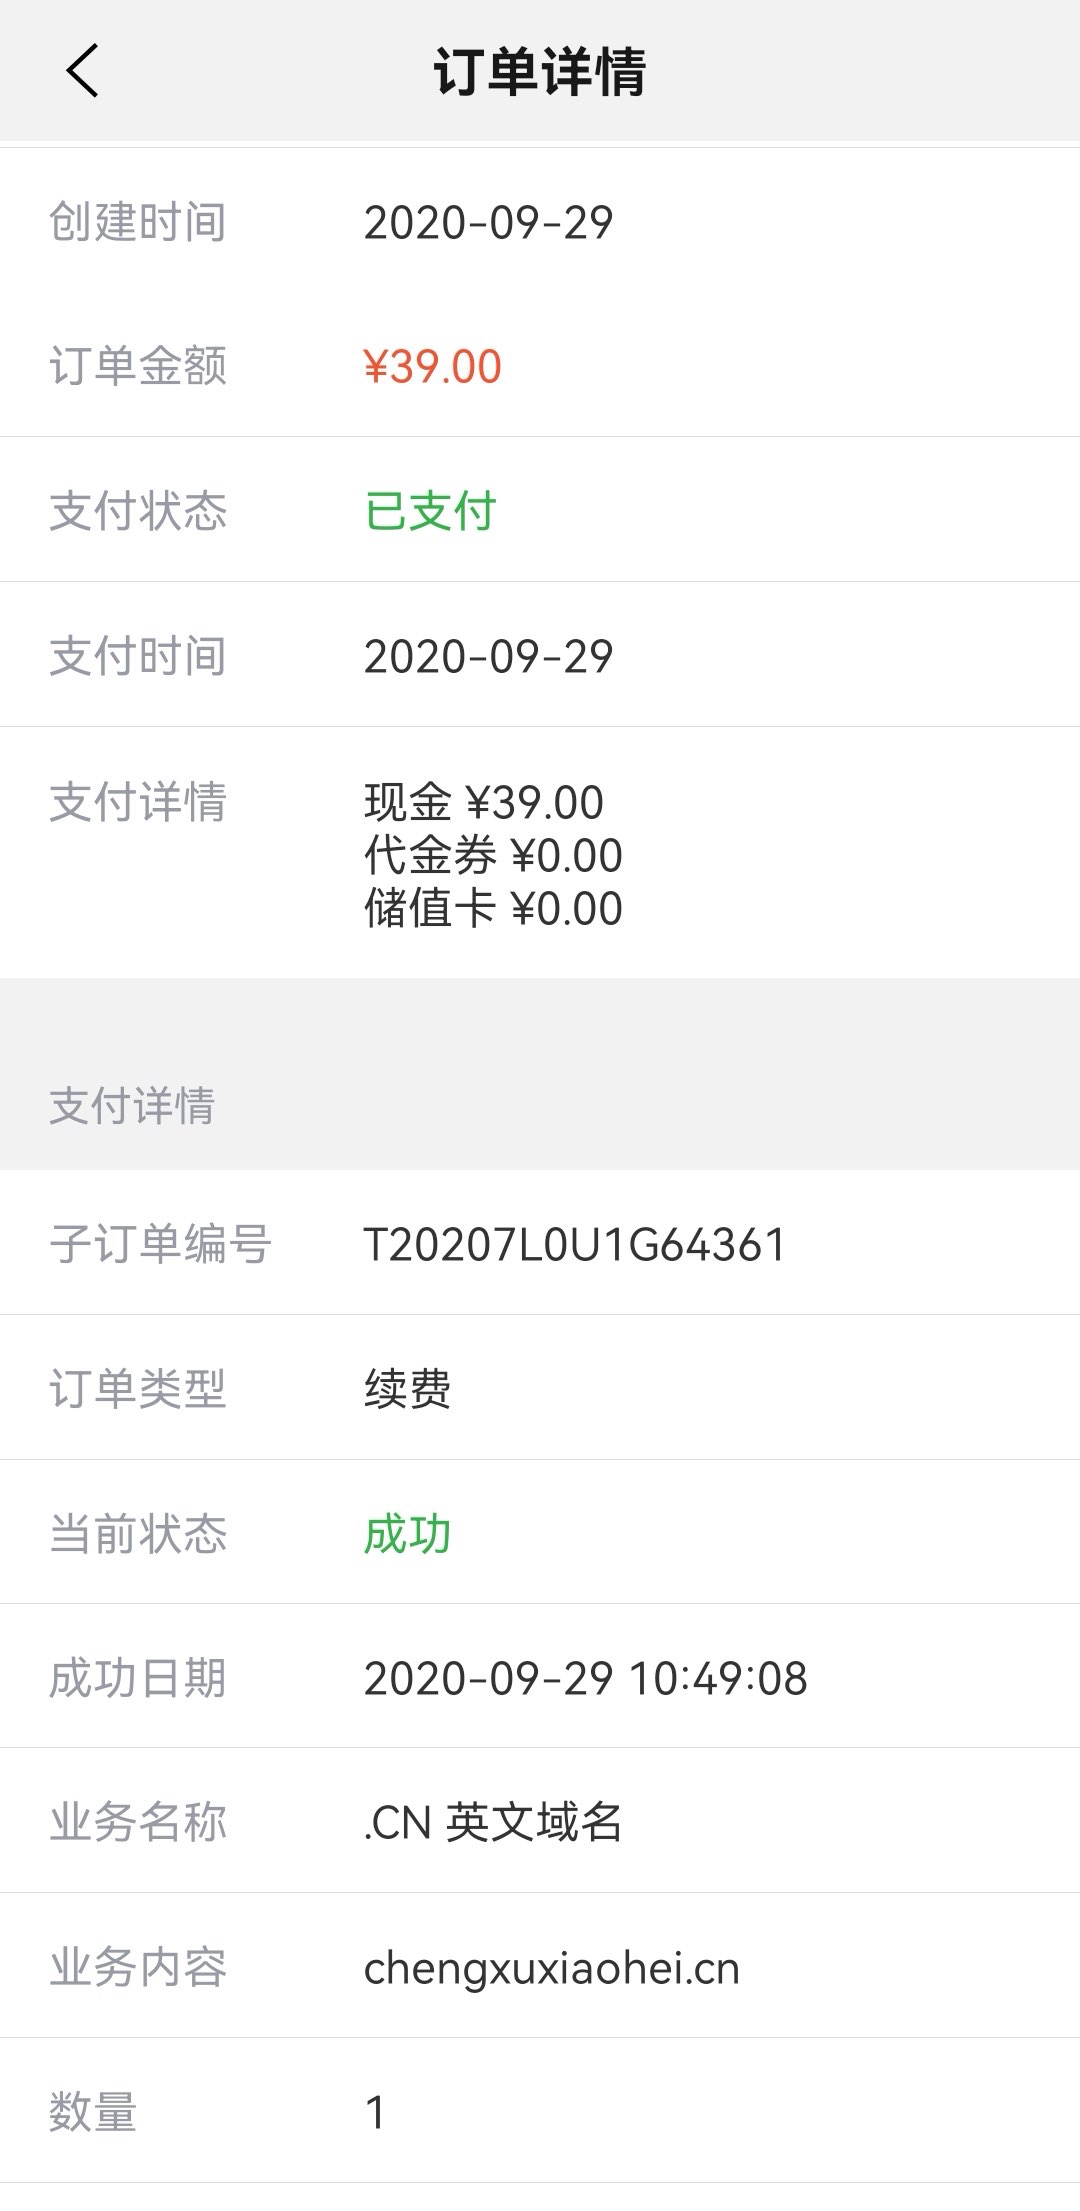 订单详情
创建时间 2020-09-29
订单金额 ¥39.00
支付状态 已支付
支付时间 2020-09-29
支付详情 现金 ¥39.00
代金券 ¥0.00
储值卡 ¥0.00
支付详情
子订单编号 T20207L0U1G64361
订单类型 续费
当前状态 成功
成功日期 2020-09-29 10:49:08
业务名称 .CN 英文域名
业务内容 chengxuxiaohei.cn
数量 1